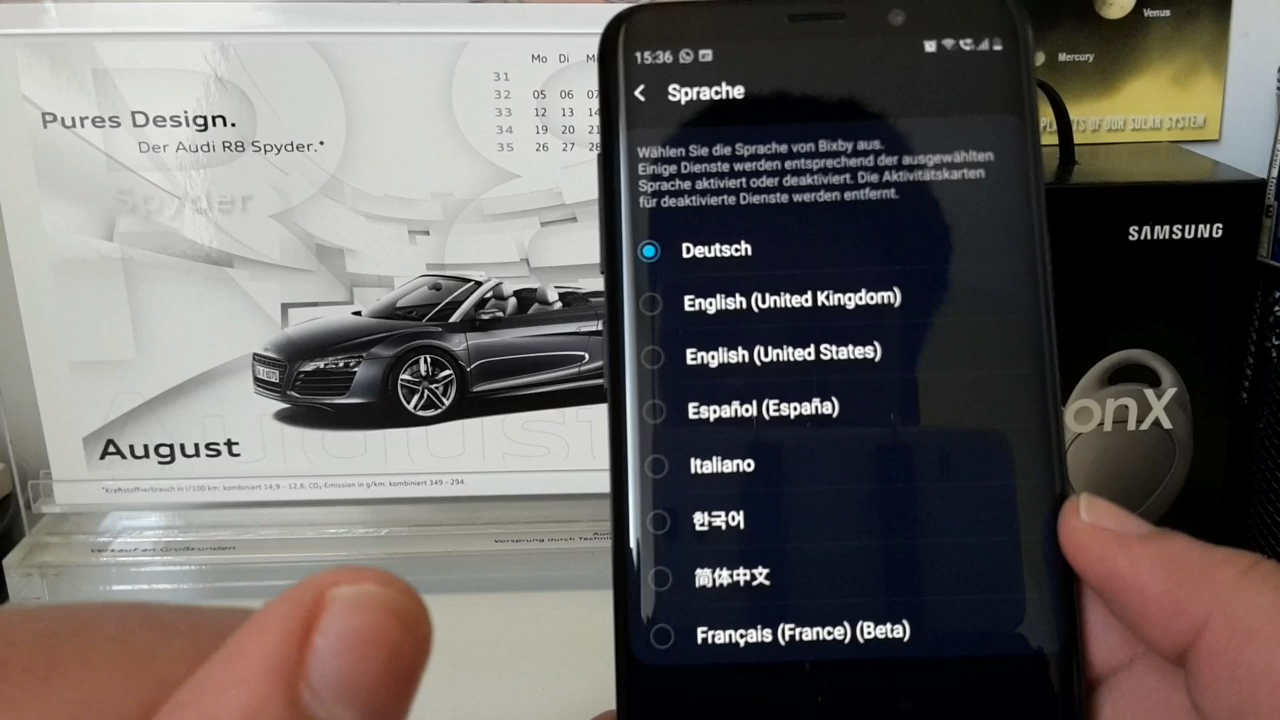 Pures Design.
Der Audi R8 Spyder.*
Mo Di
31
32 05 06 07
33 12 13 14
34 19 20 21
35 26 27 28
Spyder
August
*Kraftstoffverbrauch in l/100 km: kombiniert 14,9 - 12,6; CO₂-Emission in g/km: kombiniert 349 - 294.
Verkauf an Großkunden
Vorsprung durch
15:36
Sprache
Wählen Sie die Sprache von Bixby aus.
Einige Dienste werden entsprechend der ausgewählten
Sprache aktiviert oder deaktiviert. Die Aktivitätskarten
für deaktivierte Dienste werden entfernt.
Deutsch
English (United Kingdom)
English (United States)
Español (España)
Italiano
한국어
简体中文
Français (France) (Beta)
Venus
Mercury
OF OUR SOLAR SYSTEM
SAMSUNG
onX